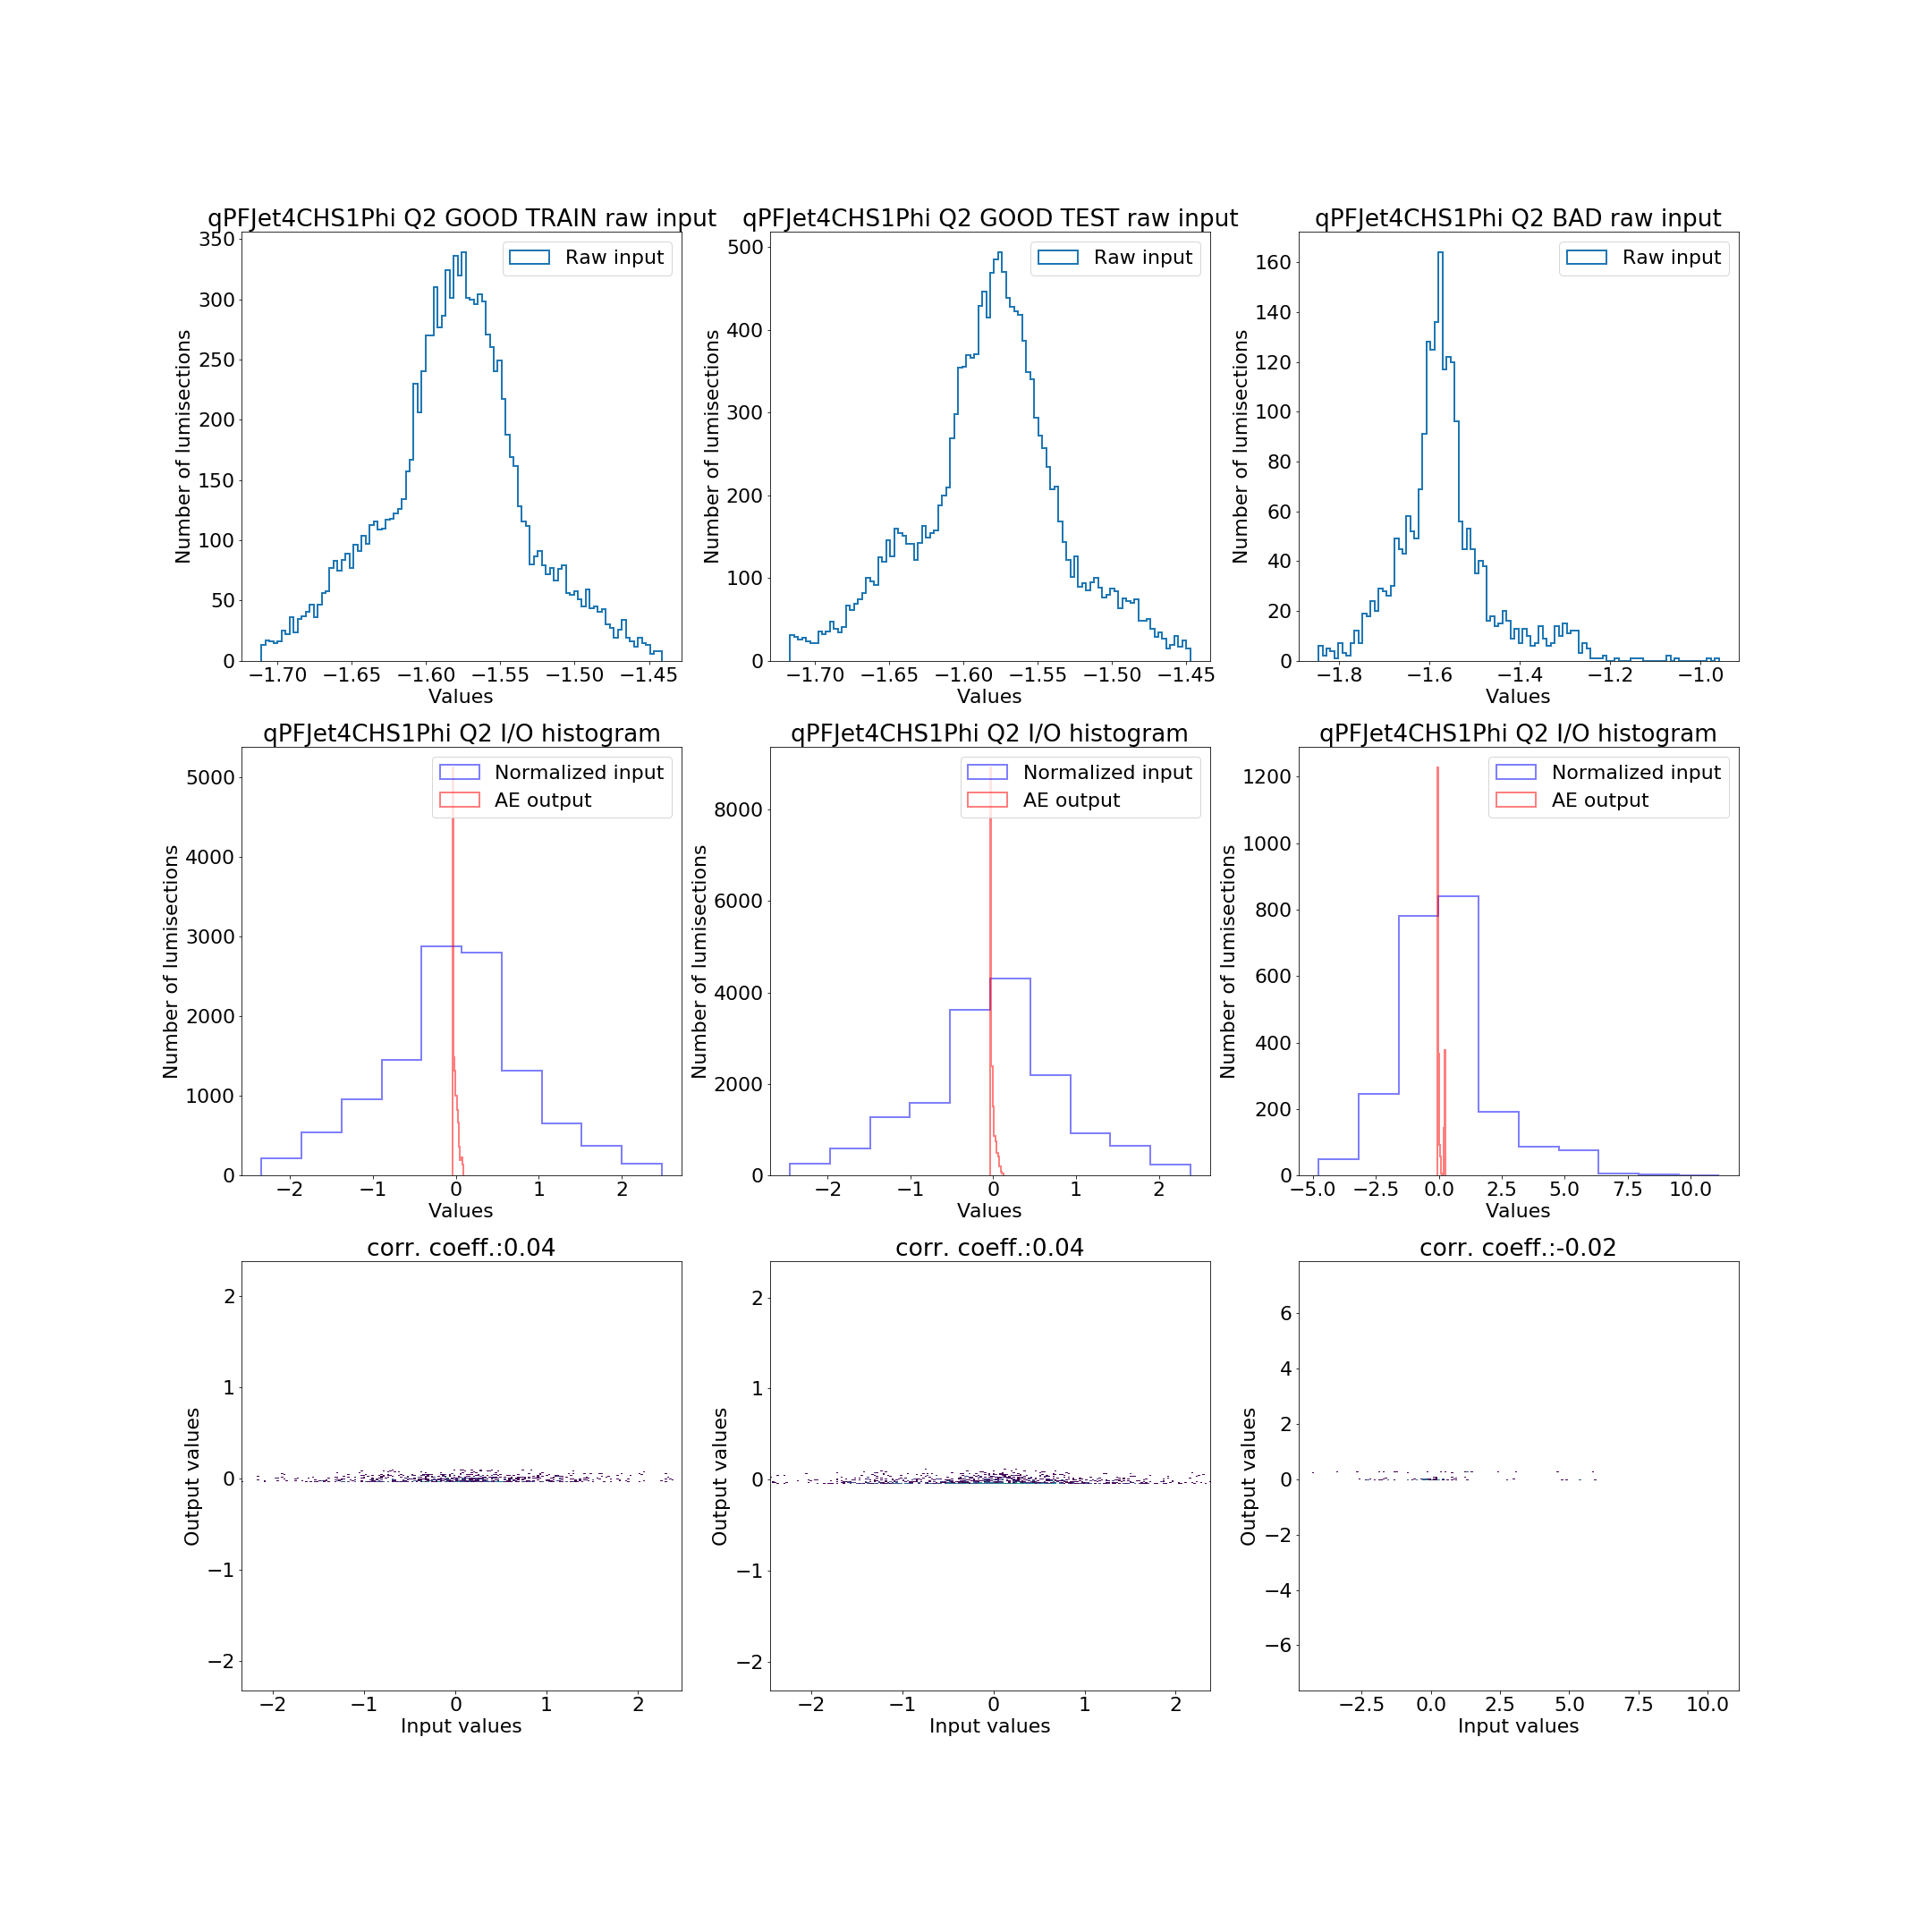 qPFJet4CHS1Phi Q2 GOOD TRAIN raw input
350
300
250
200
150
100
50
0
Number of lumisections
Raw input
−1.70 −1.65 −1.60 −1.55 −1.50 −1.45
Values
qPFJet4CHS1Phi Q2 GOOD TEST raw input
500
400
300
200
100
0
Number of lumisections
Raw input
−1.70 −1.65 −1.60 −1.55 −1.50 −1.45
Values
qPFJet4CHS1Phi Q2 BAD raw input
160
140
120
100
80
60
40
20
0
Number of lumisections
Raw input
−1.8 −1.6 −1.4 −1.2 −1.0
Values
qPFJet4CHS1Phi Q2 I/O histogram
5000
4000
3000
2000
1000
0
Number of lumisections
Normalized input
AE output
−2 −1 0 1 2
Values
qPFJet4CHS1Phi Q2 I/O histogram
8000
6000
4000
2000
0
Number of lumisections
Normalized input
AE output
−2 −1 0 1 2
Values
qPFJet4CHS1Phi Q2 I/O histogram
1200
1000
800
600
400
200
0
Number of lumisections
Normalized input
AE output
−5.0 −2.5 0.0 2.5 5.0 7.5 10.0
Values
corr. coeff.:0.04
2
1
0
−1
−2
Output values
−2 −1 0 1 2
Input values
corr. coeff.:0.04
2
1
0
−1
−2
Output values
−2 −1 0 1 2
Input values
corr. coeff.:-0.02
6
4
2
0
−2
−4
−6
Output values
−2.5 0.0 2.5 5.0 7.5 10.0
Input values